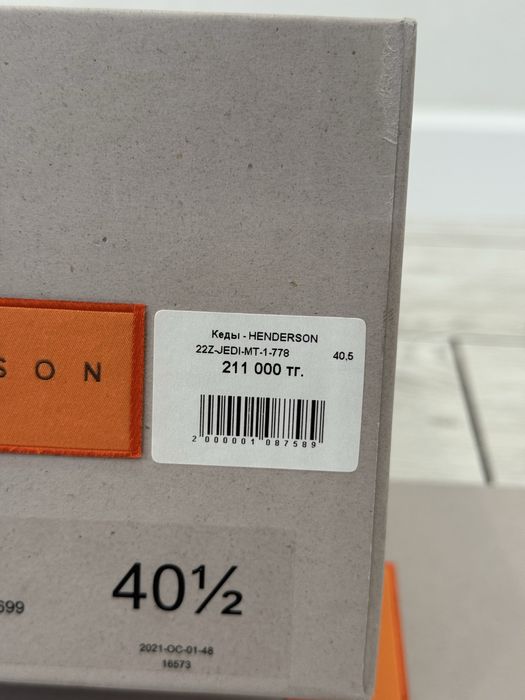 Кеды - HENDERSON
22Z-JEDI-MT-1-778 40,5
211 000 тг.
2 000001 087589
S O N
699
40½
2021-OC-01-48
16573